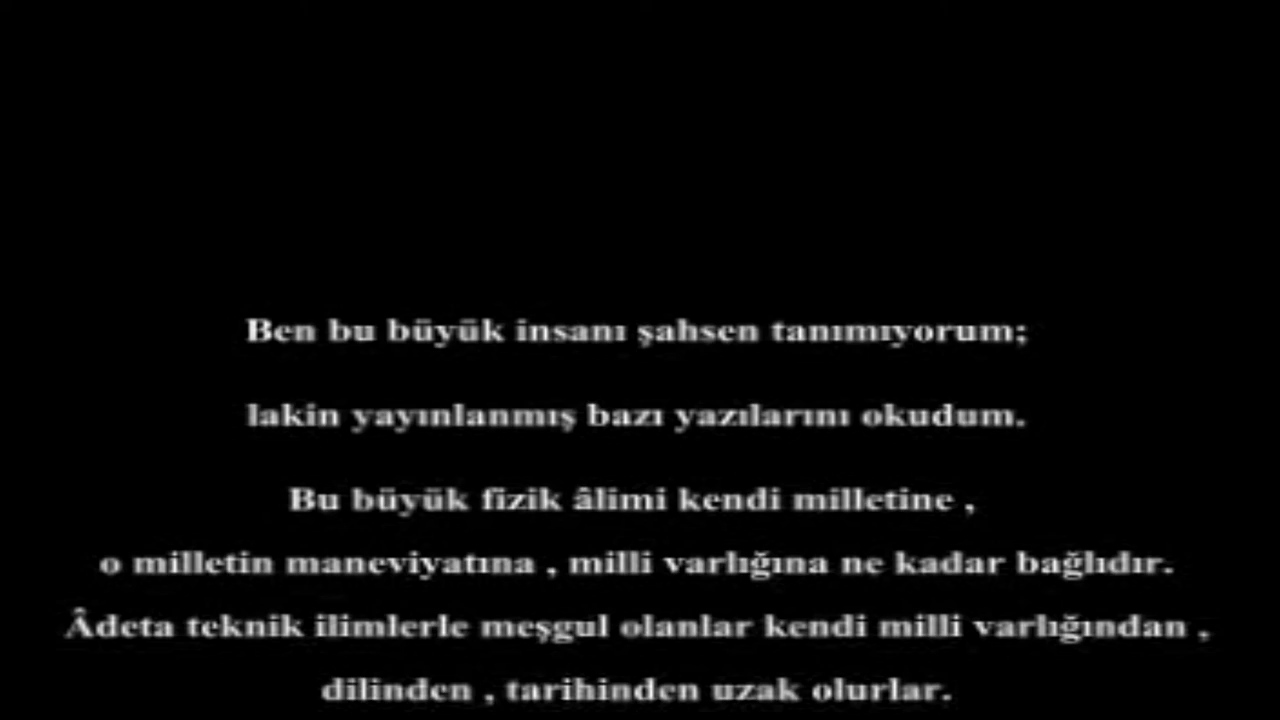 Ben bu büyük insanı şahsen tanımıyorum;
lakin yayınlanmış bazı yazılarını okudum.
Bu büyük fizik âlimi kendi milletine ,
o milletin maneviyatına , milli varlığına ne kadar bağlıdır.
Âdeta teknik ilimlerle meşgul olanlar kendi milli varlığından ,
dilinden , tarihinden uzak olurlar.